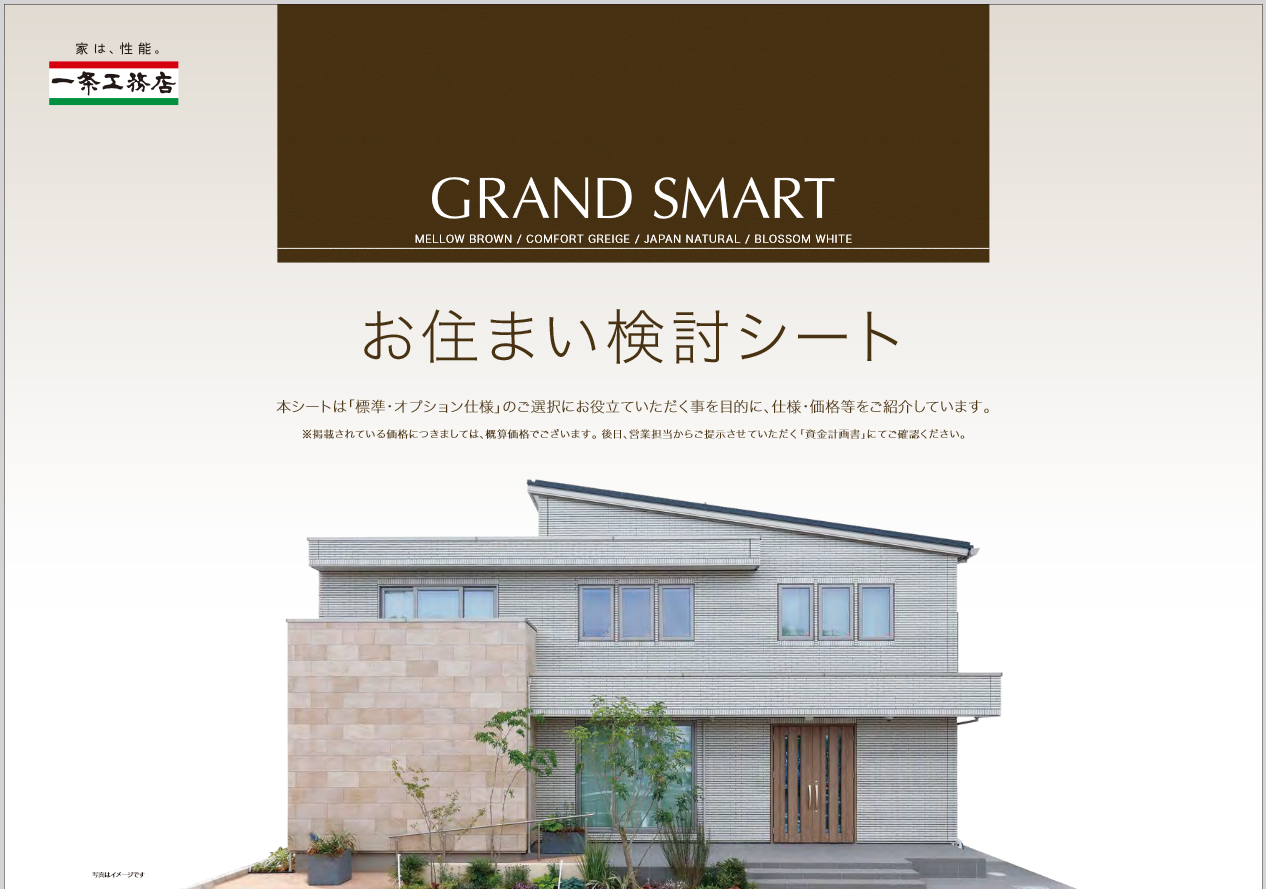 家は、性能。
一条工務店
GRAND SMART
MELLOW BROWN / COMFORT GREIGE / JAPAN NATURAL / BLOSSOM WHITE
お住まい検討シート
本シートは「標準・オプション仕様」のご選択にお役立ていただく事を目的に、仕様・価格等をご紹介しています。
※掲載されている価格につきましては、概算価格でございます。後日、営業担当からご提示させていただく「資金計画書」にてご確認ください。
写真はイメージです